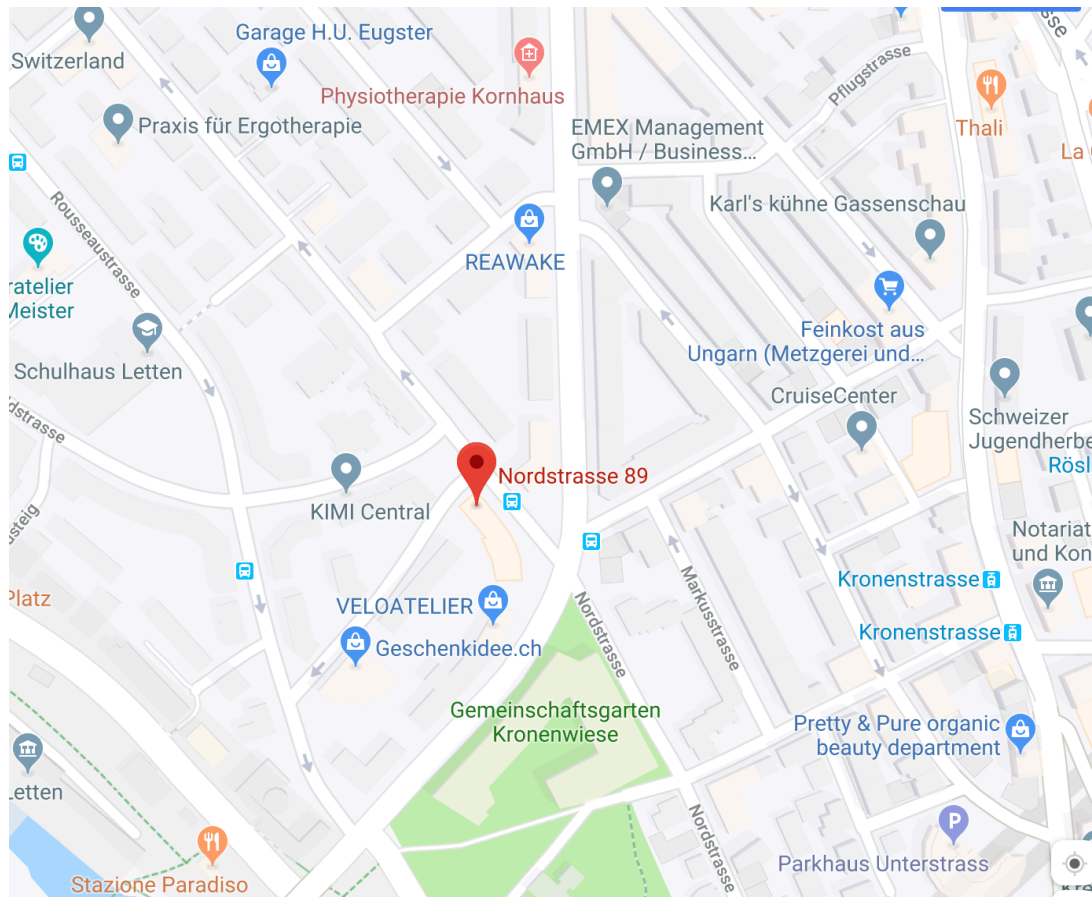 Garage H.U. Eugster
Switzerland
Physiotherapie Kornhaus
Praxis für Ergotherapie
Pflugstrasse
Thali
EMEX Management
GmbH / Business...
La
Karl's kühne Gassenschau
Rousseaustrasse
REAWAKE
ratelier
Meister
Feinkost aus
Ungarn (Metzgerei und...
Schulhaus Letten
CruiseCenter
dstrasse
Schweizer
Jugendherbe
Rösl
Nordstrasse 89
KIMI Central
steig
Notariat
und Kon
Kronenstrasse
Platz
VELOATELIER
Nordstrasse
Markusstrasse
Kronenstrasse
Geschenkidee.ch
Gemeinschaftsgarten
Kronenwiese
Pretty & Pure organic
beauty department
Letten
Nordstrasse
P
Parkhaus Unterstrass
Stazione Paradiso